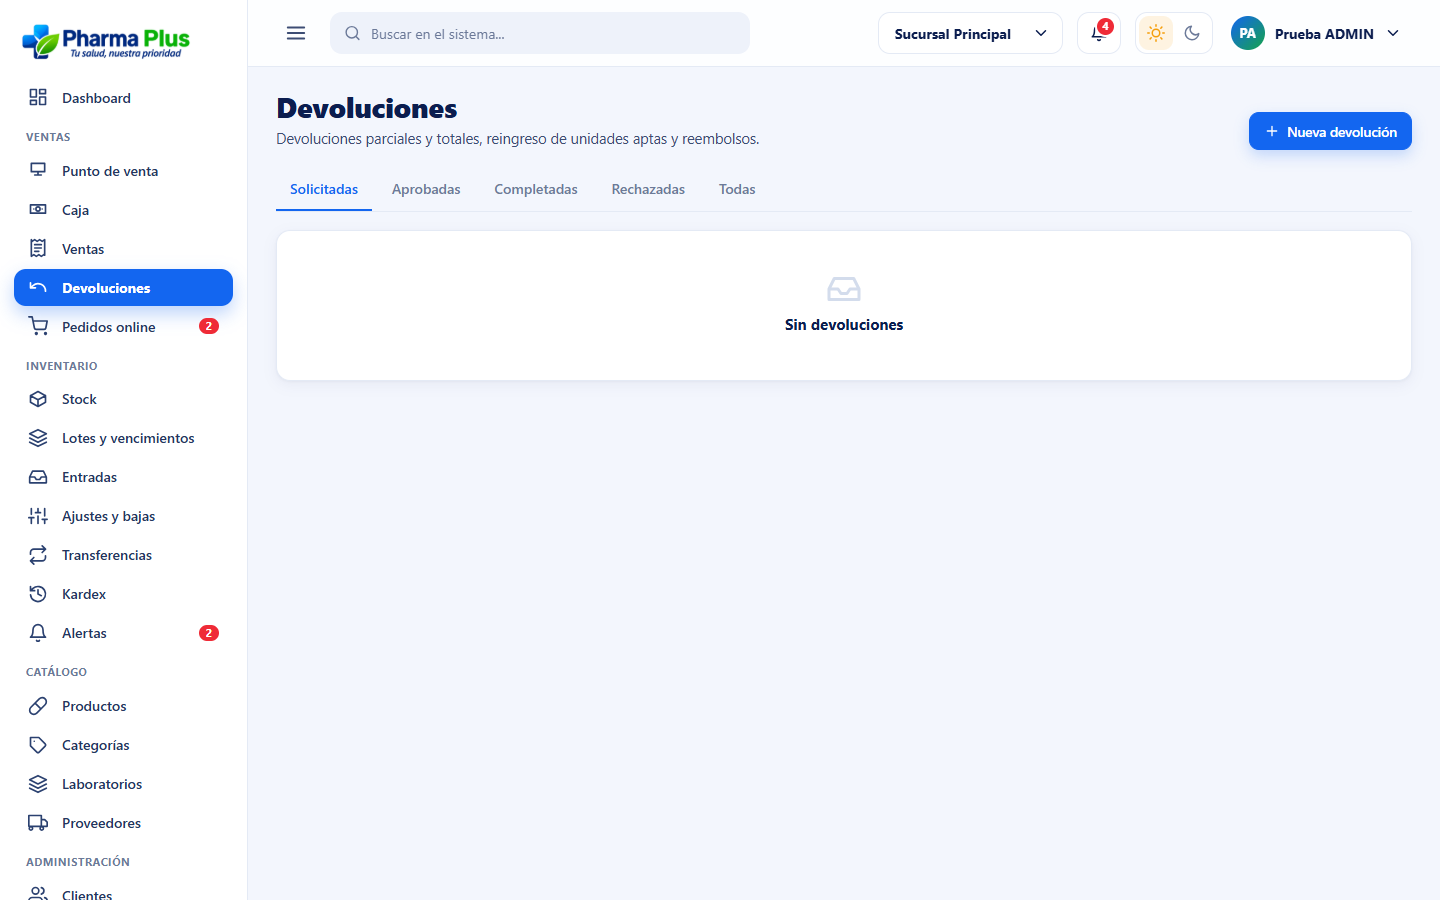 Pharma Plus
Tu salud, nuestra prioridad
Buscar en el sistema...
Sucursal Principal
4
PA
Prueba ADMIN
Dashboard
VENTAS
Punto de venta
Caja
Ventas
Devoluciones
Pedidos online
2
INVENTARIO
Stock
Lotes y vencimientos
Entradas
Ajustes y bajas
Transferencias
Kardex
Alertas
2
CATÁLOGO
Productos
Categorías
Laboratorios
Proveedores
ADMINISTRACIÓN
Clientes
Devoluciones
Devoluciones parciales y totales, reingreso de unidades aptas y reembolsos.
Nueva devolución
Solicitadas
Aprobadas
Completadas
Rechazadas
Todas
Sin devoluciones